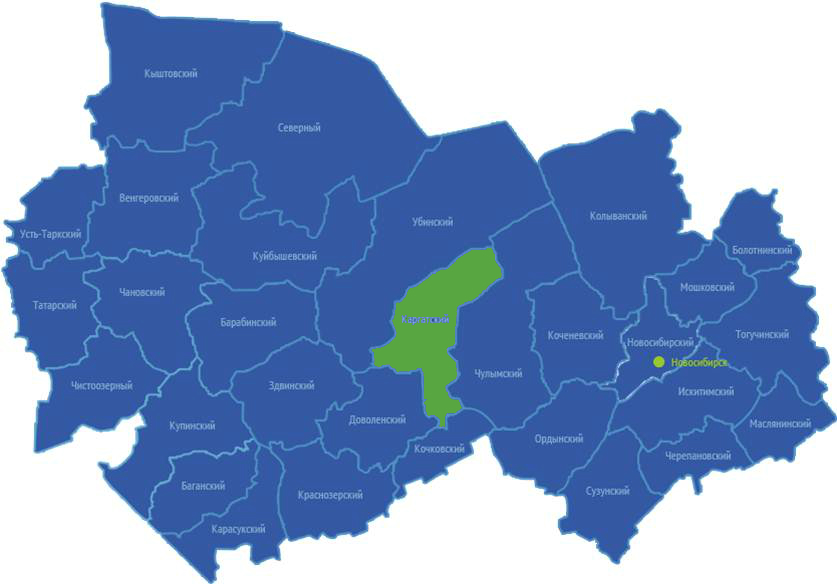 Кыштовский
Северный
Венгеровский
Убинский
Колыванский
Усть-Таркский
Болотнинский
Куйбышевский
Мошковский
Чановский
Татарский
Барабинский
Каргатский
Коченевский
Новосибирский
Тогучинский
Новосибирск
Чулымский
Чистоозерный
Здвинский
Искитимский
Доволенский
Маслянинский
Купинский
Ордынский
Кочковский
Черепановский
Баганский
Краснозерский
Сузунский
Карасукский